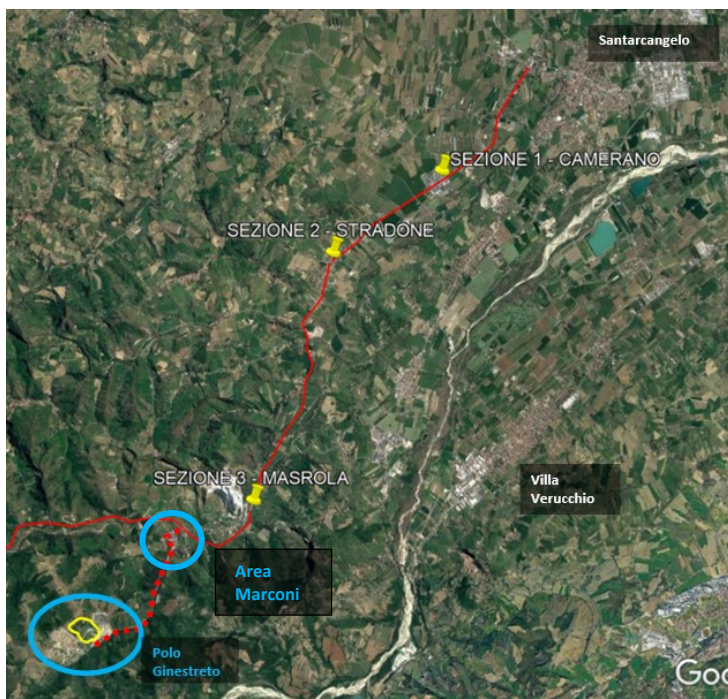 Santarcangelo
SEZIONE 1 - CAMERANO
SEZIONE 2 - STRADONE
SEZIONE 3 - MASROLA
Villa
Verucchio
Area
Marconi
Polo
Ginestreto
Goo